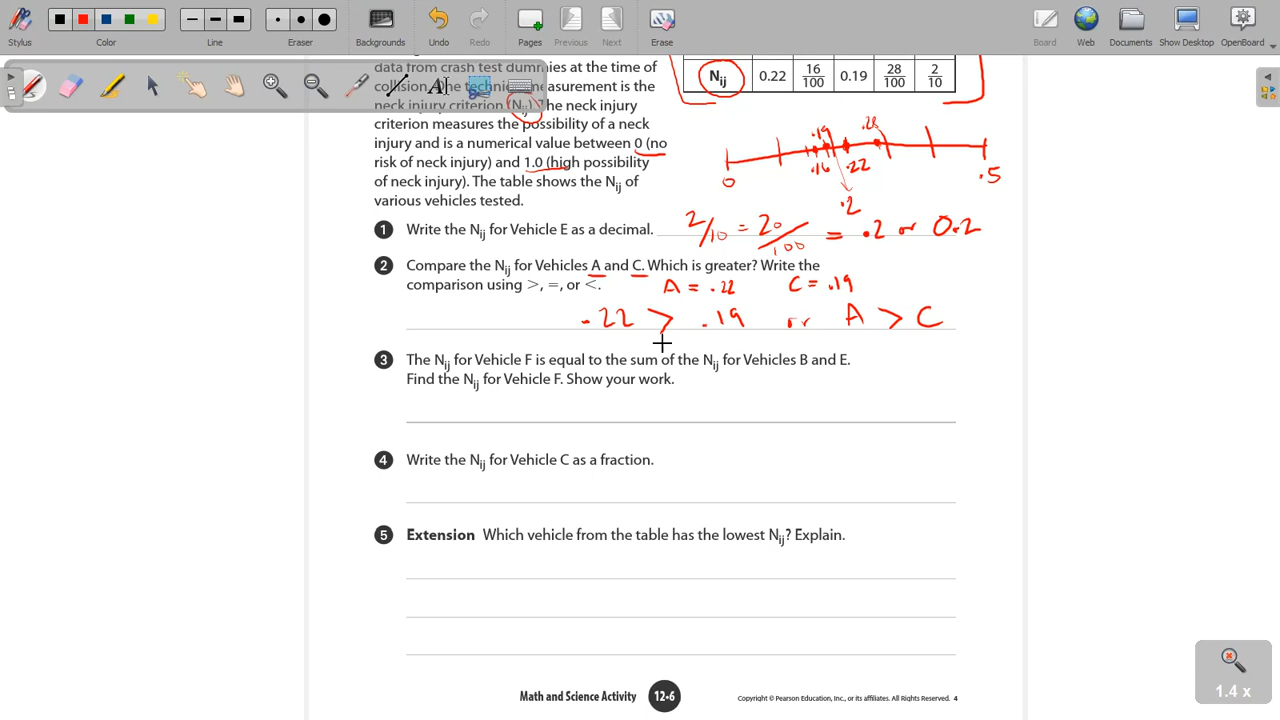 Stylus Color Line Eraser Backgrounds Undo Redo Pages Previous Next Erase Board Web Documents Show Desktop OpenBoard
data from crash test dummies at the time of
collision. The technical measurement is the
neck injury criterion (Nij). The neck injury
criterion measures the possibility of a neck
injury and is a numerical value between 0 (no
risk of neck injury) and 1.0 (high possibility
of neck injury). The table shows the Nij of
various vehicles tested.
Nij 0.22 16/100 0.19 28/100 2/10
.19 .28
0 .16 .22 .5
.2
1 Write the Nij for Vehicle E as a decimal. 2/10 = 20/100 = .2 or 0.2
2 Compare the Nij for Vehicles A and C. Which is greater? Write the
comparison using >, =, or <. A = .22 C = .19
.22 > .19 or A > C
3 The Nij for Vehicle F is equal to the sum of the Nij for Vehicles B and E.
Find the Nij for Vehicle F. Show your work.
4 Write the Nij for Vehicle C as a fraction.
5 Extension Which vehicle from the table has the lowest Nij? Explain.
Math and Science Activity 12•6 Copyright © Pearson Education, Inc., or its affiliates. All Rights Reserved. 4
1.4 x